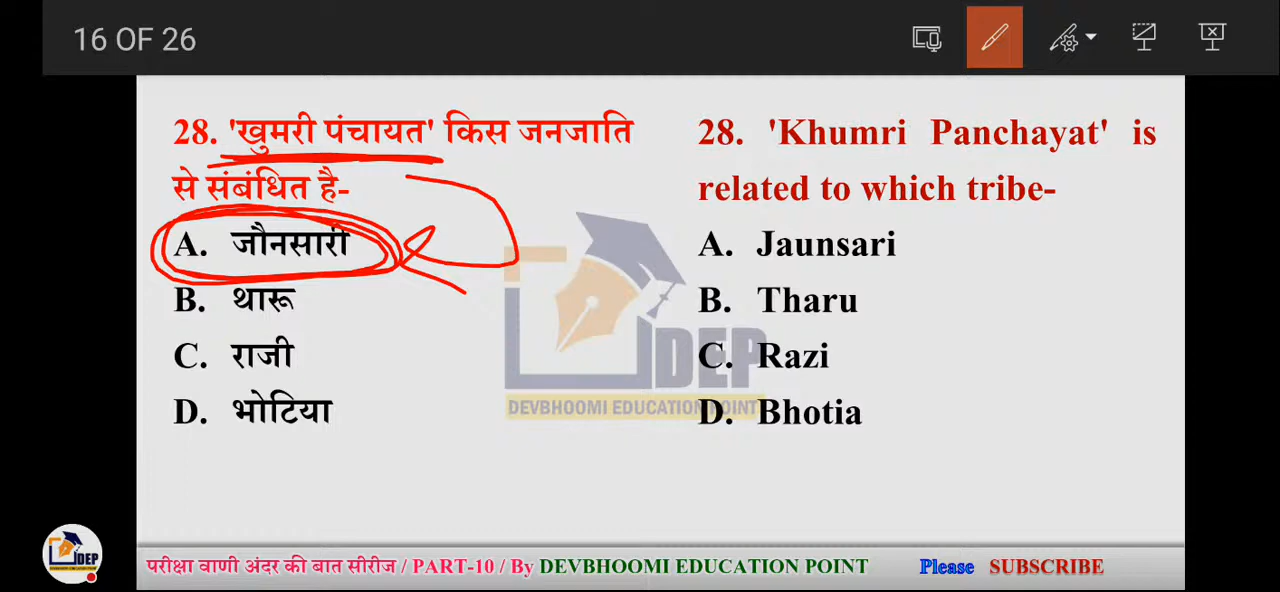 16 OF 26
28. 'खुमरी पंचायत' किस जनजाति
से संबंधित है-
A. जौनसारी
B. थारू
C. राजी
D. भोटिया
28. 'Khumri Panchayat' is
related to which tribe-
A. Jaunsari
B. Tharu
C. Razi
D. Bhotia
DEP
DEVBHOOMI EDUCATION POINT
DEP
परीक्षा वाणी अंदर की बात सीरीज / PART-10 / By DEVBHOOMI EDUCATION POINT Please SUBSCRIBE